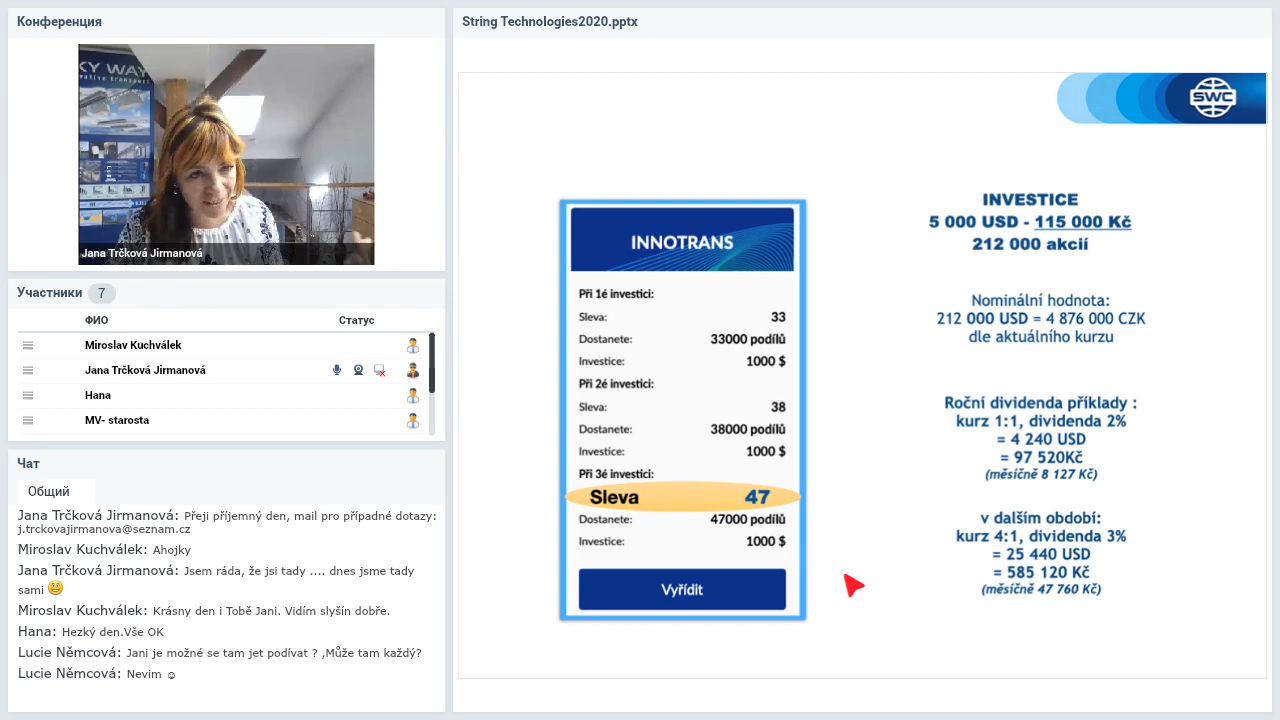 Конференция
KY WAY
Jana Trčková Jirmanová
Участники 7
ФИО Статус
Miroslav Kuchválek
Jana Trčková Jirmanová
Hana
MV- starosta
Чат
Общий
Jana Trčková Jirmanová: Přeji příjemný den, mail pro případné dotazy:
j.trckovajirmanova@seznam.cz
Miroslav Kuchválek: Ahojky
Jana Trčková Jirmanová: Jsem ráda, že jsi tady .... dnes jsme tady
sami
Miroslav Kuchválek: Krásny den i Tobě Jani. Vidím slyšín dobře.
Hana: Hezký den.Vše OK
Lucie Němcová: Jani je možné se tam jet podívat ? ,Může tam každý?
Lucie Němcová: Nevim ☺
String Technologies2020.pptx
SWC
INNOTRANS
Při 1é investici:
Sleva: 33
Dostanete: 33000 podílů
Investice: 1000 $
Při 2é investici:
Sleva: 38
Dostanete: 38000 podílů
Investice: 1000 $
Při 3é investici:
Sleva 47
Dostanete: 47000 podílů
Investice: 1000 $
Vyřídit
INVESTICE
5 000 USD - 115 000 Kč
212 000 akcií
Nominální hodnota:
212 000 USD = 4 876 000 CZK
dle aktuálního kurzu
Roční dividenda příklady :
kurz 1:1, dividenda 2%
= 4 240 USD
= 97 520Kč
(měsíčně 8 127 Kč)
v dalším období:
kurz 4:1, dividenda 3%
= 25 440 USD
= 585 120 Kč
(měsíčně 47 760 Kč)